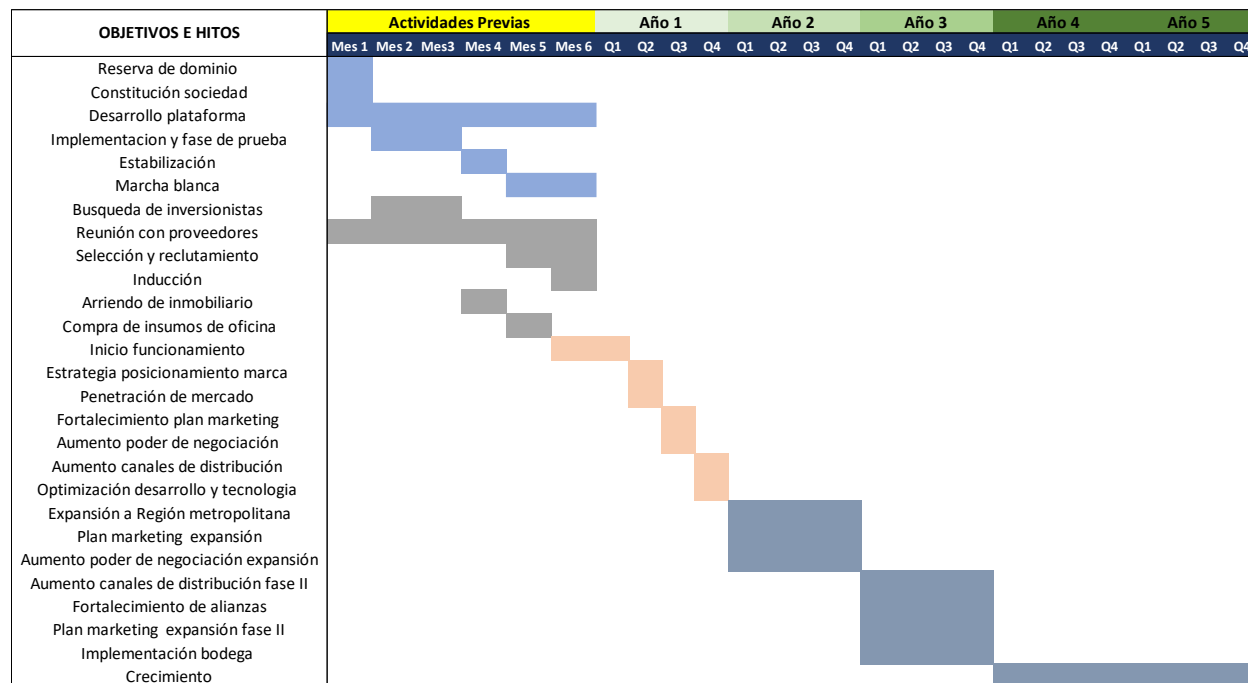 OBJETIVOS E HITOS
Actividades Previas Año 1 Año 2 Año 3 Año 4 Año 5
Mes 1 Mes 2 Mes3 Mes 4 Mes 5 Mes 6 Q1 Q2 Q3 Q4 Q1 Q2 Q3 Q4 Q1 Q2 Q3 Q4 Q1 Q2 Q3 Q4 Q1 Q2 Q3 Q4
Reserva de dominio
Constitución sociedad
Desarrollo plataforma
Implementacion y fase de prueba
Estabilización
Marcha blanca
Busqueda de inversionistas
Reunión con proveedores
Selección y reclutamiento
Inducción
Arriendo de inmobiliario
Compra de insumos de oficina
Inicio funcionamiento
Estrategia posicionamiento marca
Penetración de mercado
Fortalecimiento plan marketing
Aumento poder de negociación
Aumento canales de distribución
Optimización desarrollo y tecnologia
Expansión a Región metropolitana
Plan marketing expansión
Aumento poder de negociación expansión
Aumento canales de distribución fase II
Fortalecimiento de alianzas
Plan marketing expansión fase II
Implementación bodega
Crecimiento